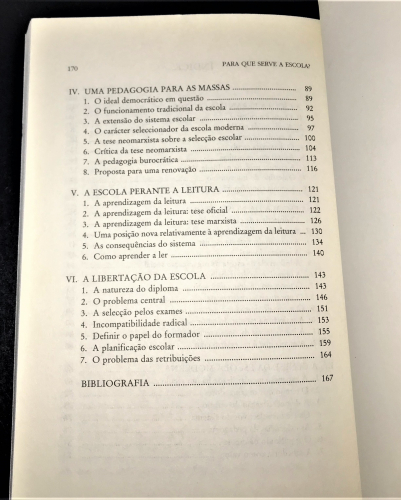 170 PARA QUE SERVE A ESCOLA?
IV. UMA PEDAGOGIA PARA AS MASSAS 89
1. O ideal democrático em questão 89
2. O funcionamento tradicional da escola 92
3. A extensão do sistema escolar 95
4. O carácter seleccionador da escola moderna 97
5. A tese neomarxista sobre a selecção escolar 100
6. Crítica da tese neomarxista 104
7. A pedagogia burocrática 113
8. Proposta para uma renovação 116
V. A ESCOLA PERANTE A LEITURA 121
1. A aprendizagem da leitura 121
2. A aprendizagem da leitura: tese oficial 122
3. A aprendizagem da leitura: tese marxista 126
4. Uma posição nova relativamente à aprendizagem da leitura ... 130
5. As consequências do sistema 134
6. Como aprender a ler 140
VI. A LIBERTAÇÃO DA ESCOLA 143
1. A natureza do diploma 143
2. O problema central 146
3. A selecção pelos exames 151
4. Incompatibilidade radical 153
5. Definir o papel do formador 155
6. A planificação escolar 159
7. O problema das retribuições 164
BIBLIOGRAFIA 167